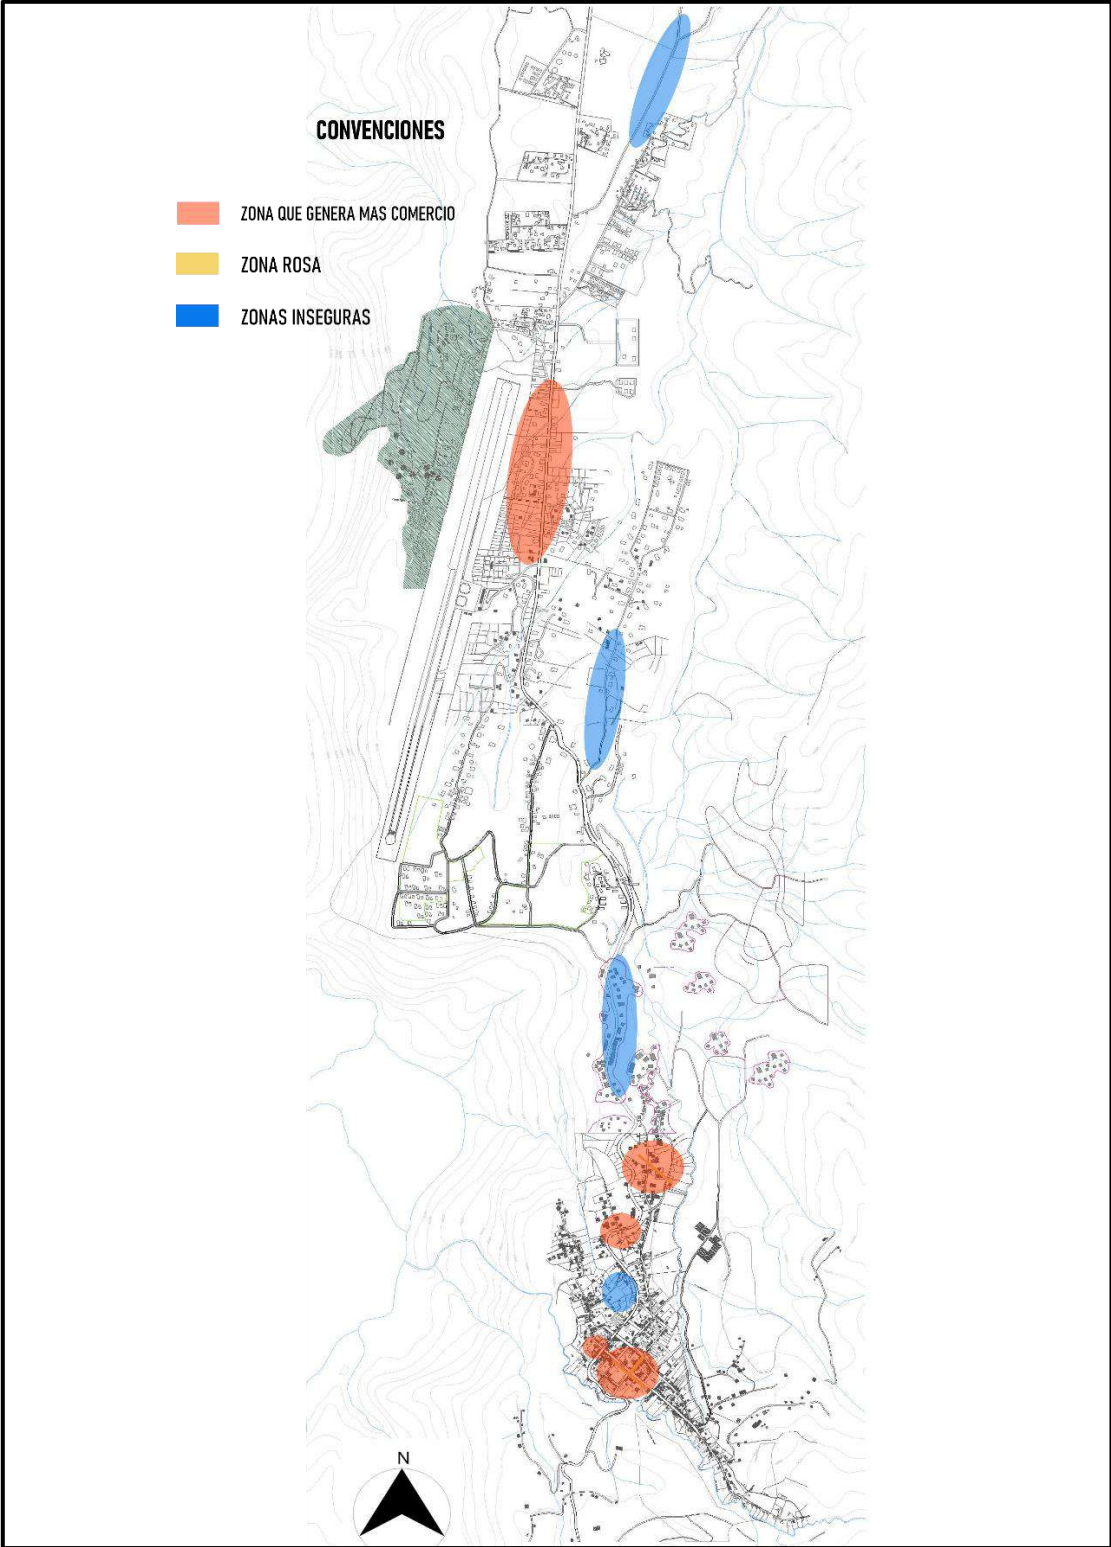 CONVENCIONES
ZONA QUE GENERA MAS COMERCIO
ZONA ROSA
ZONAS INSEGURAS
N